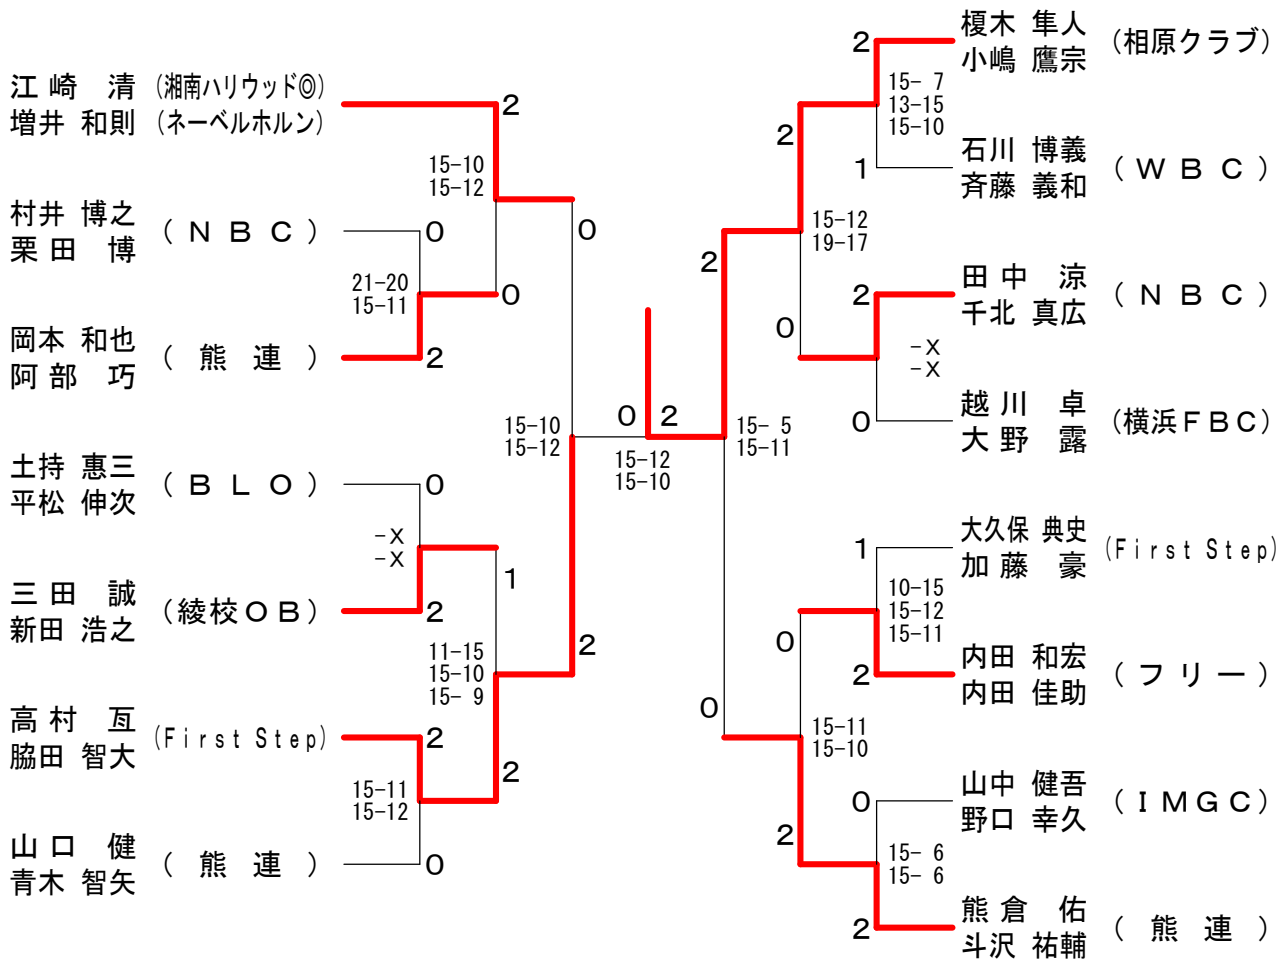 江崎 清 (湘南ハリウッド◎)
増井 和則 (ネーベルホルン)
2
15-10
15-12
村井 博之
栗田 博
(NBC)
0
21-20
15-11
0
岡本 和也
阿部 巧
(熊連)
2
0
15-10
15-12
土持 惠三
平松 伸次
(BLO)
0
-X
-X
1
三田 誠
新田 浩之
(綾校OB)
2
11-15
15-10
15- 9
2
高村 亙
脇田 智大
(First Step)
2
15-11
15-12
2
山口 健
青木 智矢
(熊連)
0
0 2
15-12
15-10
榎木 隼人
小嶋 鷹宗
(相原クラブ)
2
15- 7
13-15
15-10
2
石川 博義
斉藤 義和
(WBC)
1
15-12
19-17
2
田中 涼
千北 真広
(NBC)
2
0
-X
-X
越川 卓
大野 露
(横浜FBC)
0
15- 5
15-11
大久保 典史
加藤 豪
(First Step)
1
10-15
15-12
15-11
0
内田 和宏
内田 佳助
(フリー)
2
0
15-11
15-10
山中 健吾
野口 幸久
(IMGC)
0
2
15- 6
15- 6
熊倉 佑
斗沢 祐輔
(熊連)
2